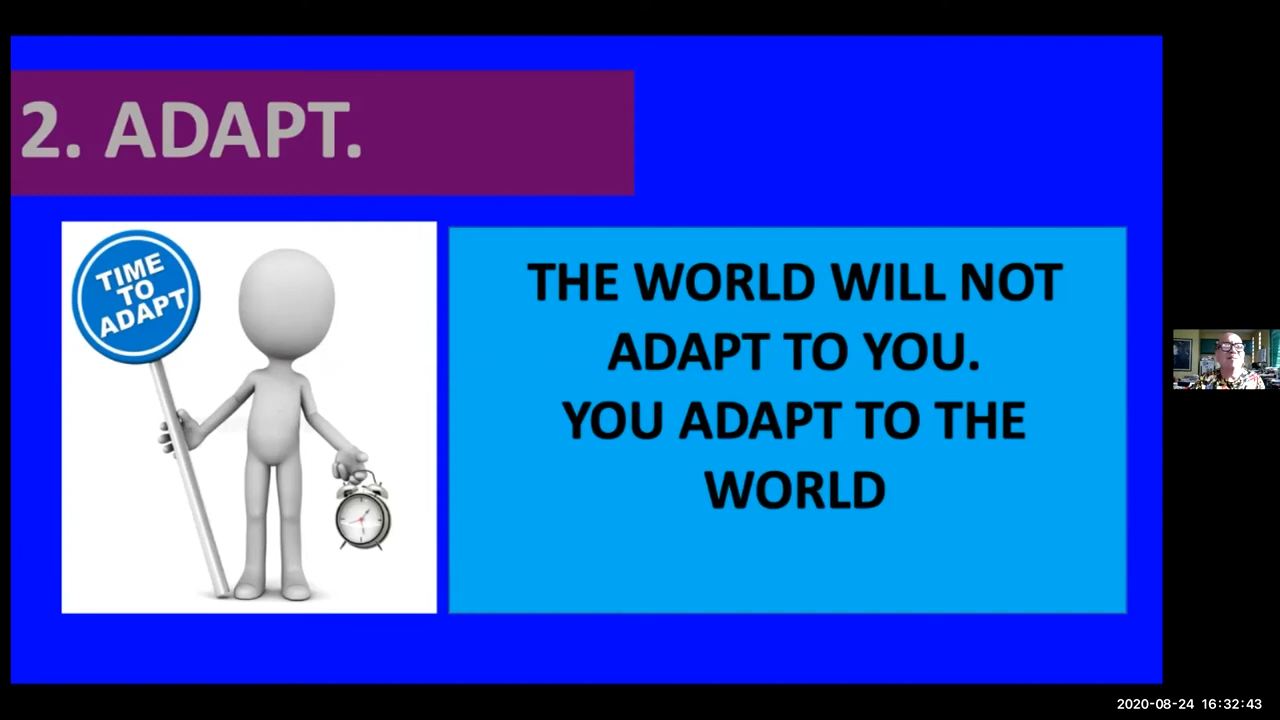 2. ADAPT.
TIME
TO
ADAPT
THE WORLD WILL NOT
ADAPT TO YOU.
YOU ADAPT TO THE
WORLD
2020-08-24 16:32:43